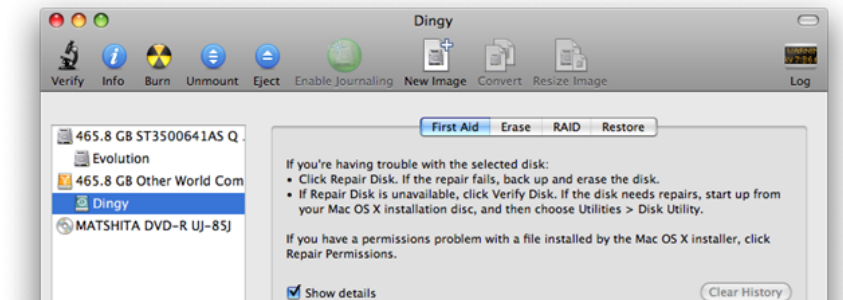 Dingy
Verify Info Burn Unmount Eject Enable Journaling New Image Convert Resize Image Log
First Aid Erase RAID Restore
465.8 GB ST3500641AS Q
Evolution
465.8 GB Other World Com
Dingy
MATSHITA DVD-R UJ-85J
If you're having trouble with the selected disk:
• Click Repair Disk. If the repair fails, back up and erase the disk.
• If Repair Disk is unavailable, click Verify Disk. If the disk needs repairs, start up from
your Mac OS X installation disc, and then choose Utilities > Disk Utility.
If you have a permissions problem with a file installed by the Mac OS X installer, click
Repair Permissions.
Show details
Clear History